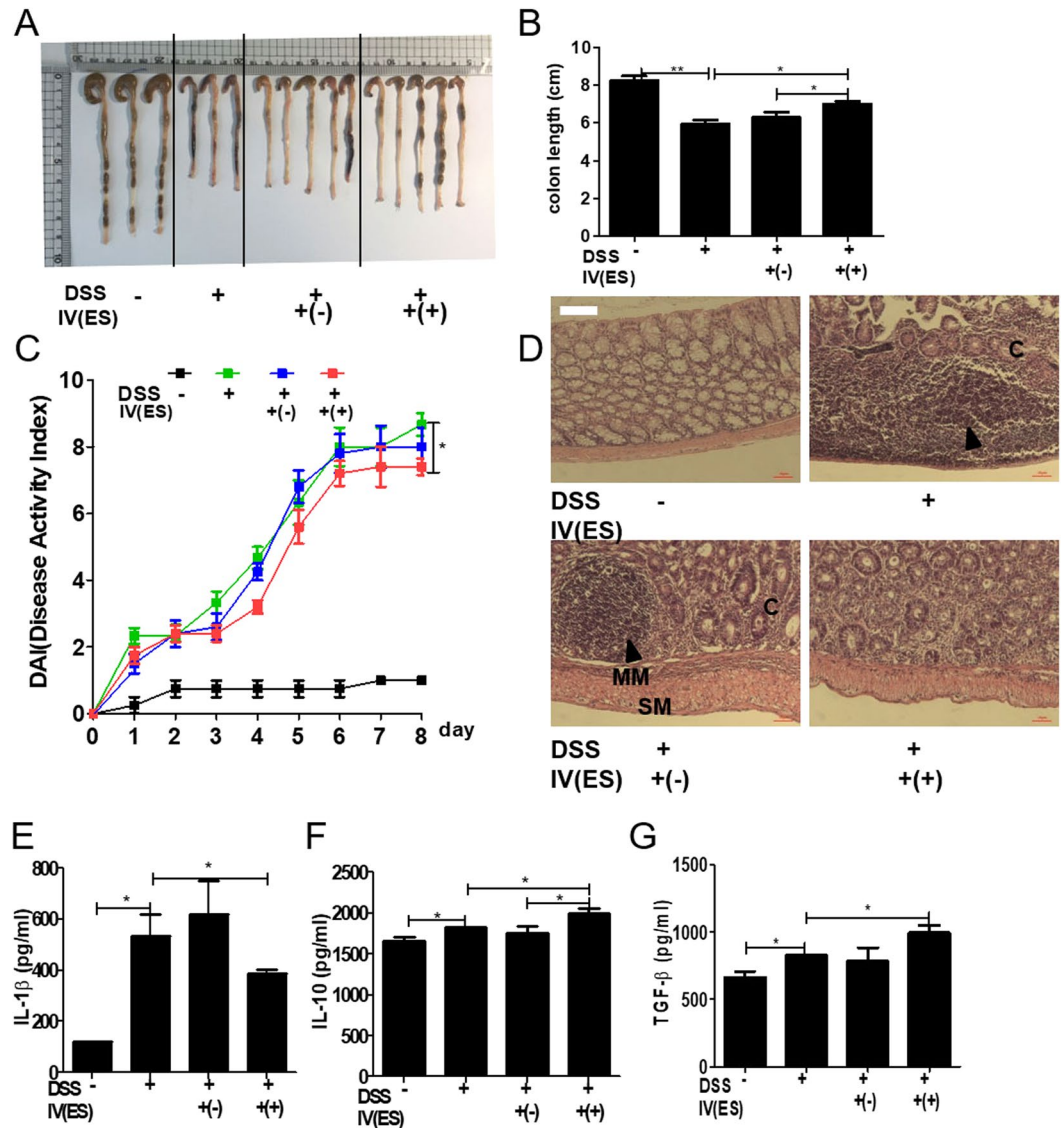 A
DSS - + + +
IV(ES) +(-) +(+)
B
colon length (cm)
10
8
6
4
2
0
** * *
DSS - + + +
IV(ES) +(-) +(+)
C
DAI(Disease Activity Index)
10
8
6
4
2
0
DSS - + + +
IV(ES) +(-) +(+)
*
0 1 2 3 4 5 6 7 8 day
D
C
DSS - +
IV(ES)
C
MM
SM
DSS + +
IV(ES) +(-) +(+)
E
IL-1β (pg/ml)
800
600
400
200
0
* *
DSS - + + +
IV(ES) +(-) +(+)
F
IL-10 (pg/ml)
2500
2000
1500
1000
500
0
* * *
DSS - + + +
IV(ES) +(-) +(+)
G
TGF-β (pg/ml)
1500
1000
500
0
* *
DSS - + + +
IV(ES) +(-) +(+)